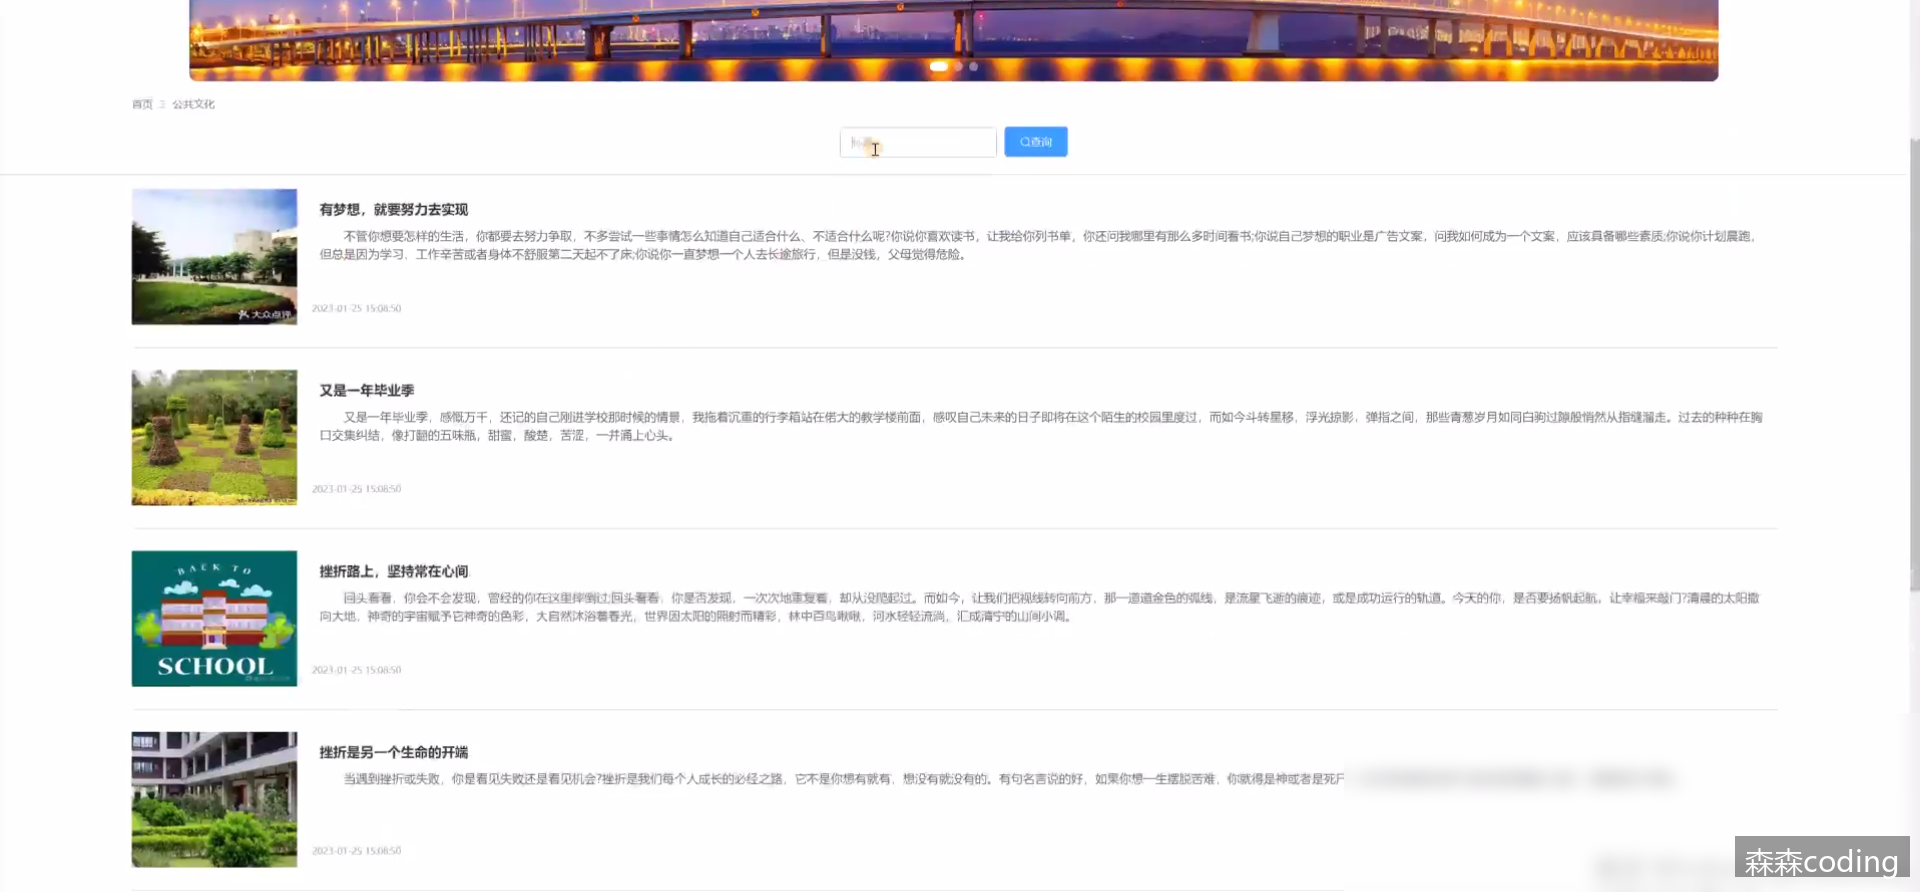 首页
公共文化
查询
有梦想，就要努力去实现
不管你想要怎样的生活，你都要去努力争取，不多尝试一些事情怎么知道自己适合什么、不适合什么呢?你说你喜欢读书，让我给你列书单，你还问我哪里有那么多时间看书;你说自己梦想的职业是广告文案，问我如何成为一个文案，应该具备哪些素质;你说你计划晨跑，
但总是因为学习、工作辛苦或者身体不舒服第二天起不了床;你说你一直梦想一个人去长途旅行，但是没钱，父母觉得危险。
大众点评
2023-01-25 15:08:50
又是一年毕业季
又是一年毕业季，感慨万千，还记的自己刚进学校那时候的情景，我拖着沉重的行李箱站在偌大的教学楼前面，感叹自己未来的日子即将在这个陌生的校园里度过，而如今斗转星移，浮光掠影，弹指之间，那些青葱岁月如同白驹过隙般悄然从指缝溜走。过去的种种在胸
口交集纠结，像打翻的五味瓶，甜蜜，酸楚，苦涩，一并涌上心头。
2023-01-25 15:08:50
BACK TO
SCHOOL
挫折路上，坚持常在心间
回头看看，你会不会发现，曾经的你在这里摔倒过;回头看看，你是否发现，一次次地重复着，却从没爬起过。而如今，让我们把视线转向前方，那一道道金色的弧线，是流星飞逝的痕迹，或是成功运行的轨道。今天的你，是否要扬帆起航，让幸福来敲门?清晨的太阳撒
向大地，神奇的宇宙赋予它神奇的色彩，大自然沐浴着春光，世界因太阳的照射而精彩，林中百鸟啾啾，河水轻轻流淌，汇成清宁的山间小调。
2023-01-25 15:08:50
挫折是另一个生命的开端
当遇到挫折或失败，你是看见失败还是看见机会?挫折是我们每个人成长的必经之路，它不是你想有就有，想没有就没有的。有句名言说的好，如果你想一生摆脱苦难，你就得是神或者是死尸
2023-01-25 15:08:50
森森coding